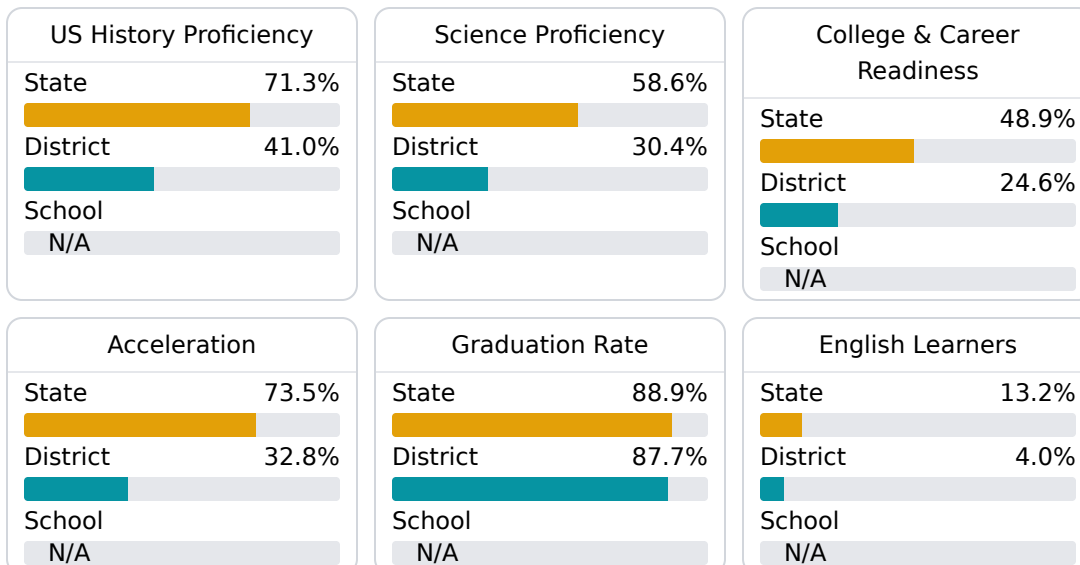 US History Proficiency
State 71.3%
District 41.0%
School
N/A
Science Proficiency
State 58.6%
District 30.4%
School
N/A
College & Career
Readiness
State 48.9%
District 24.6%
School
N/A
Acceleration
State 73.5%
District 32.8%
School
N/A
Graduation Rate
State 88.9%
District 87.7%
School
N/A
English Learners
State 13.2%
District 4.0%
School
N/A